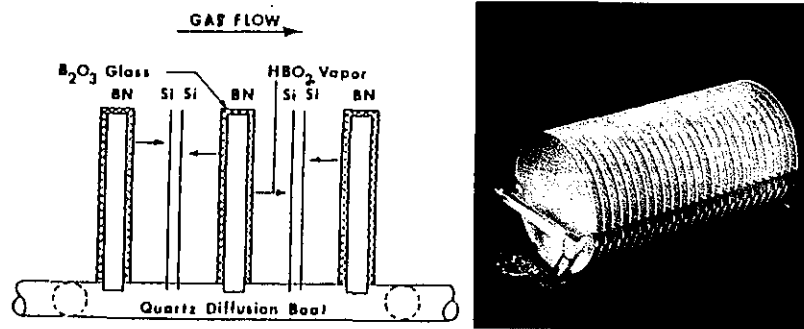 GAS FLOW
B₂O₃ Glass
HBO₂ Vapor
BN Si Si BN Si Si BN
Quartz Diffusion Boat